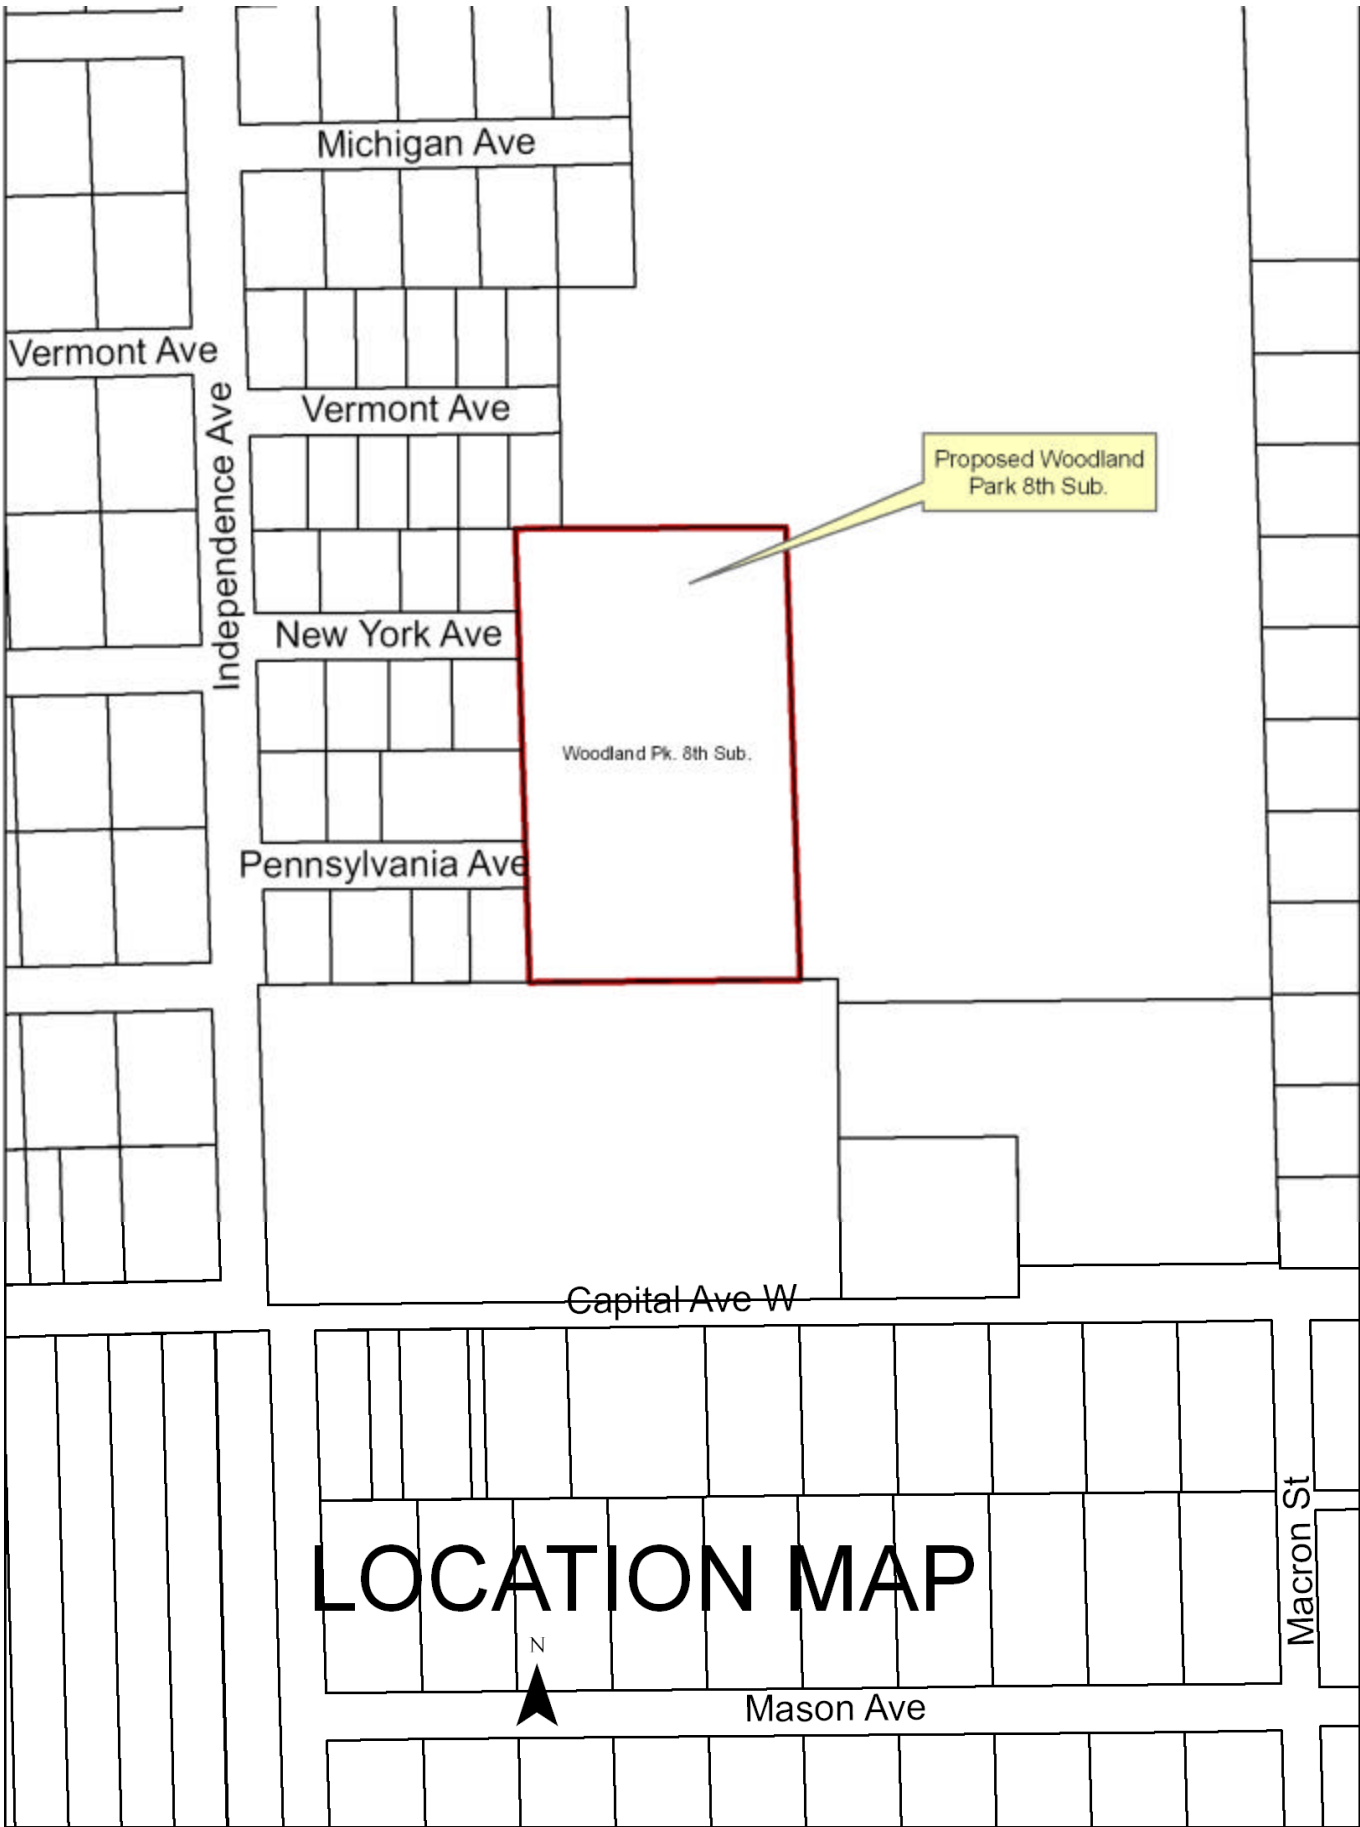 Michigan Ave
Vermont Ave
Vermont Ave
Independence Ave
Proposed Woodland
Park 8th Sub.
New York Ave
Woodland Pk. 8th Sub.
Pennsylvania Ave
Capital Ave W
Macron St
LOCATION MAP
N
Mason Ave